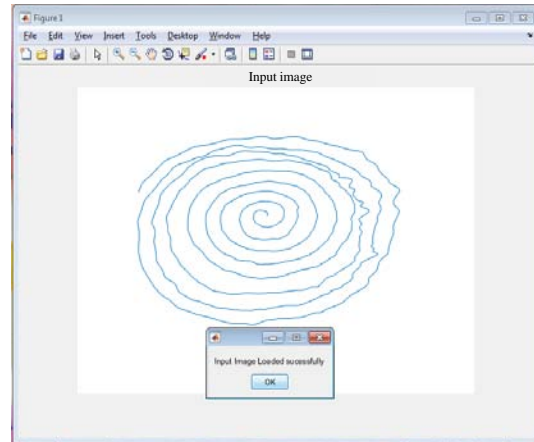 Figure 1
File Edit View Insert Tools Desktop Window Help
Input image
Input Image Loaded sucessfully
OK